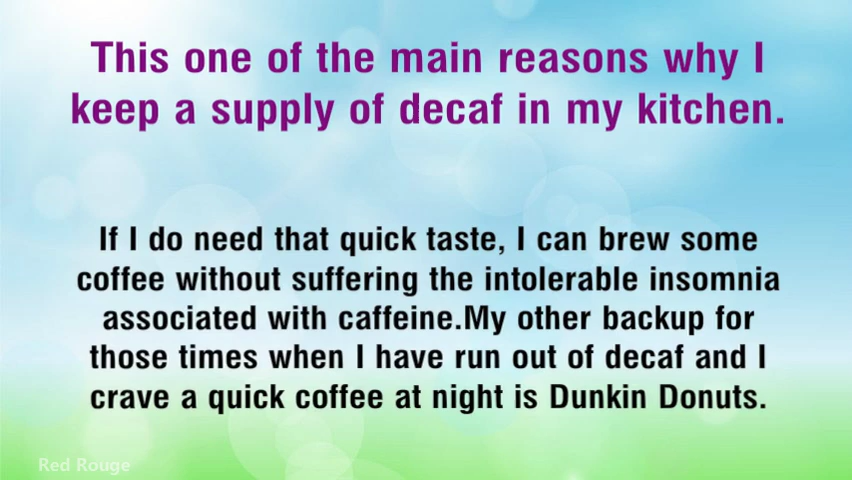 This one of the main reasons why I
keep a supply of decaf in my kitchen.
If I do need that quick taste, I can brew some
coffee without suffering the intolerable insomnia
associated with caffeine.My other backup for
those times when I have run out of decaf and I
crave a quick coffee at night is Dunkin Donuts.
Red Rouge